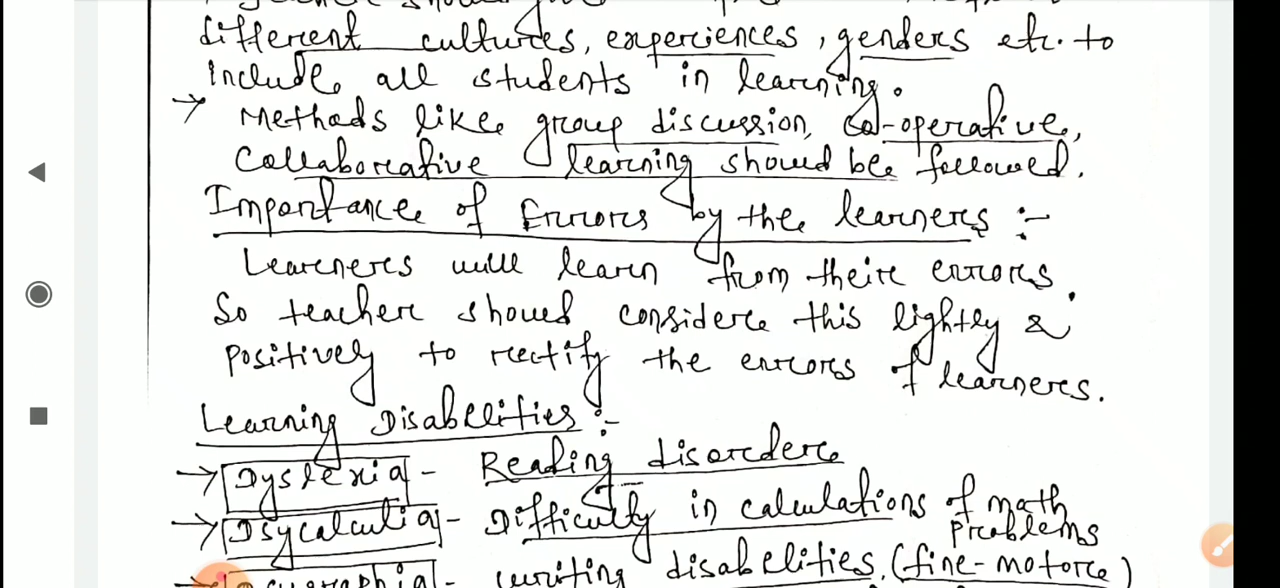 different cultures, experiences, genders etc. to
include all students in learning.
→ Methods like group discussion, co-operative,
collaborative learning should be followed.
Importance of Errors by the learners :-
Learners will learn from their errors.
So teacher should consider this lightly &
positively to rectify the errors of learners.
Learning Disabilities :-
→ Dyslexia - Reading disorder
→ Dsycalculia - Difficulty in calculations of math problems
writing disabilities. (fine-motor)